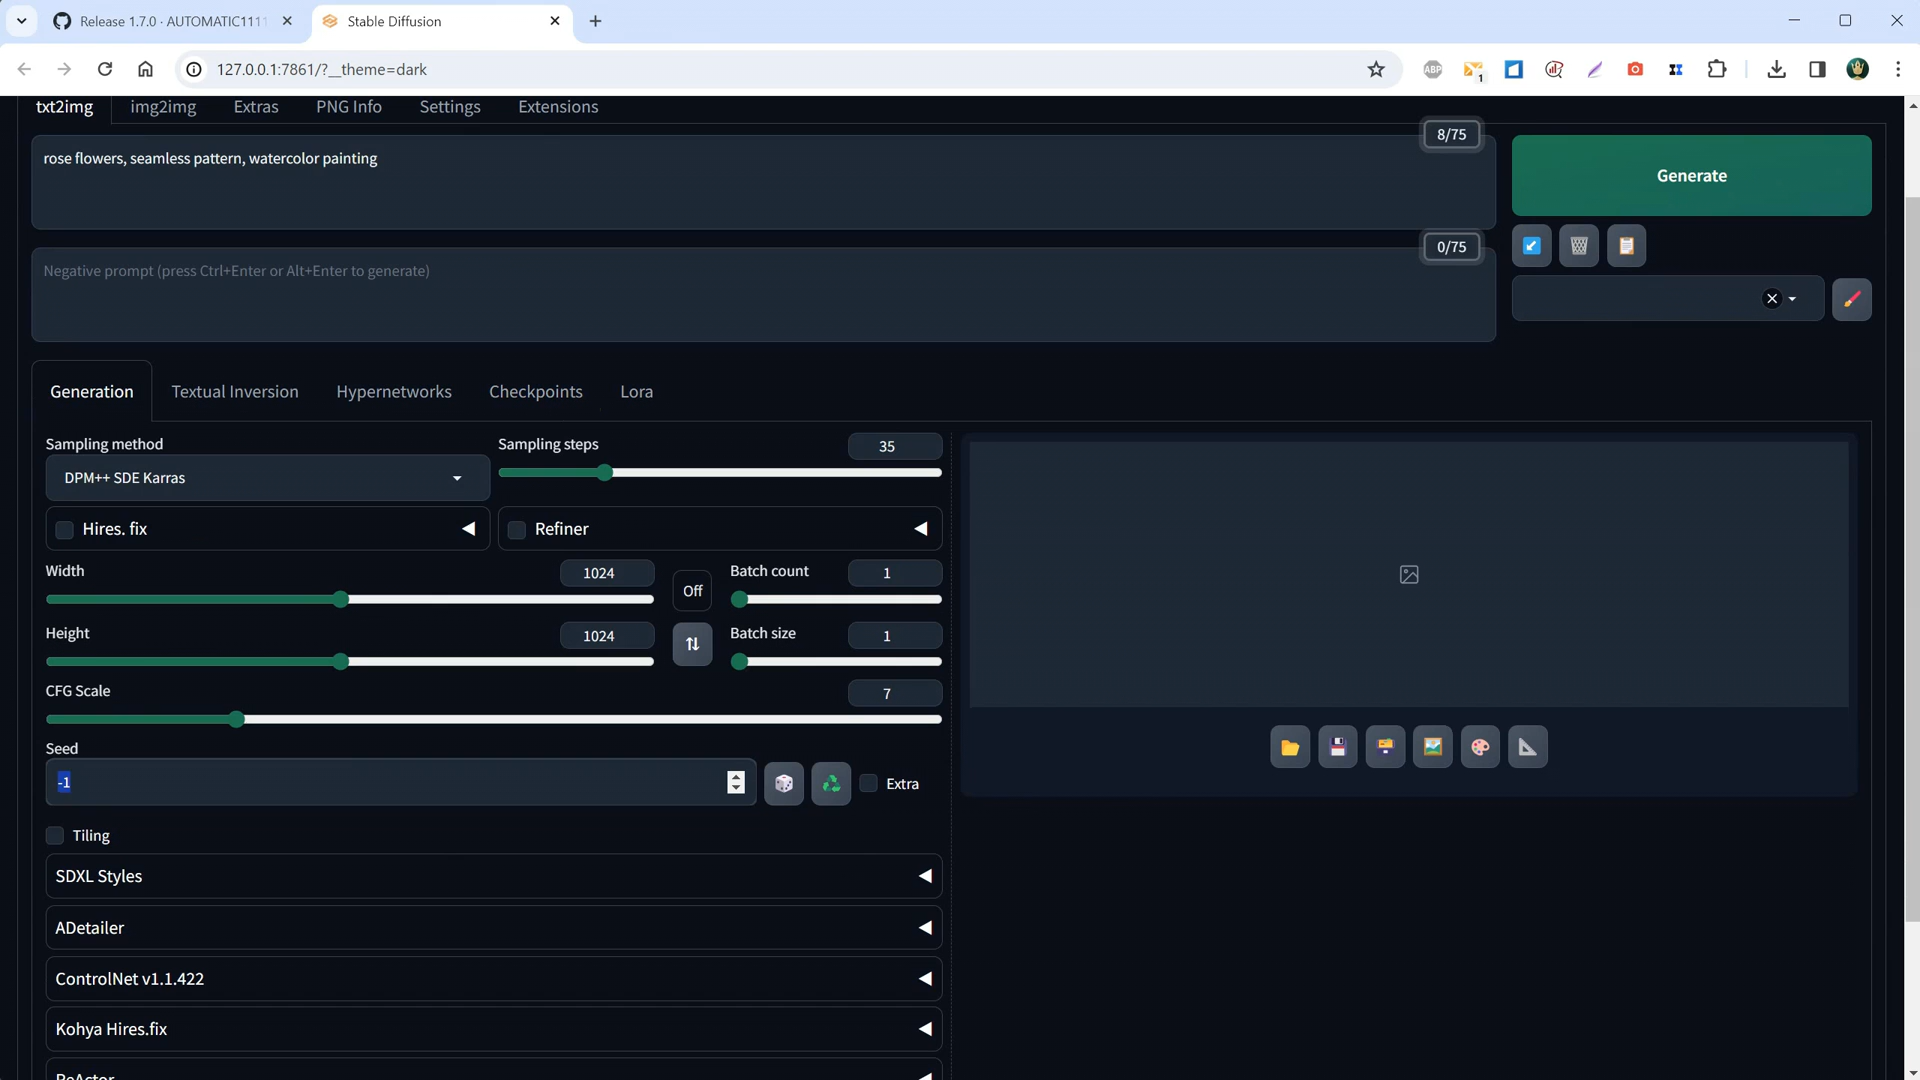 Release 1.7.0 · AUTOMATIC1111
Stable Diffusion
127.0.0.1:7861/?__theme=dark
ABP
1
txt2img
img2img
Extras
PNG Info
Settings
Extensions
8/75
rose flowers, seamless pattern, watercolor painting
Generate
0/75
Negative prompt (press Ctrl+Enter or Alt+Enter to generate)
Generation
Textual Inversion
Hypernetworks
Checkpoints
Lora
Sampling method
Sampling steps
35
DPM++ SDE Karras
Hires. fix
Refiner
Width
1024
Off
Batch count
1
Height
1024
Batch size
1
CFG Scale
7
Seed
-1
Extra
Tiling
SDXL Styles
ADetailer
ControlNet v1.1.422
Kohya Hires.fix
ReActor